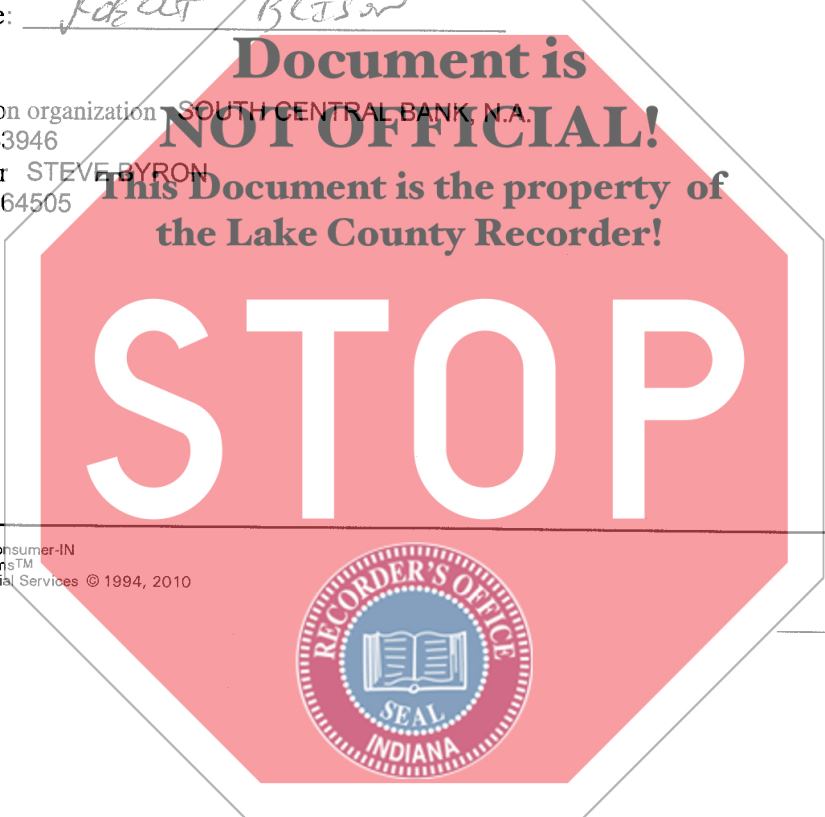 e:
Document is
on organization SOUTH CENTRAL BANK, N.A.
NOT OFFICIAL!
3946
r STEVE BYRON
This Document is the property of
64505
the Lake County Recorder!
STOP
onsumer-IN
ms™
ial Services © 1994, 2010
RECORDER'S OFFICE
SEAL
INDIANA